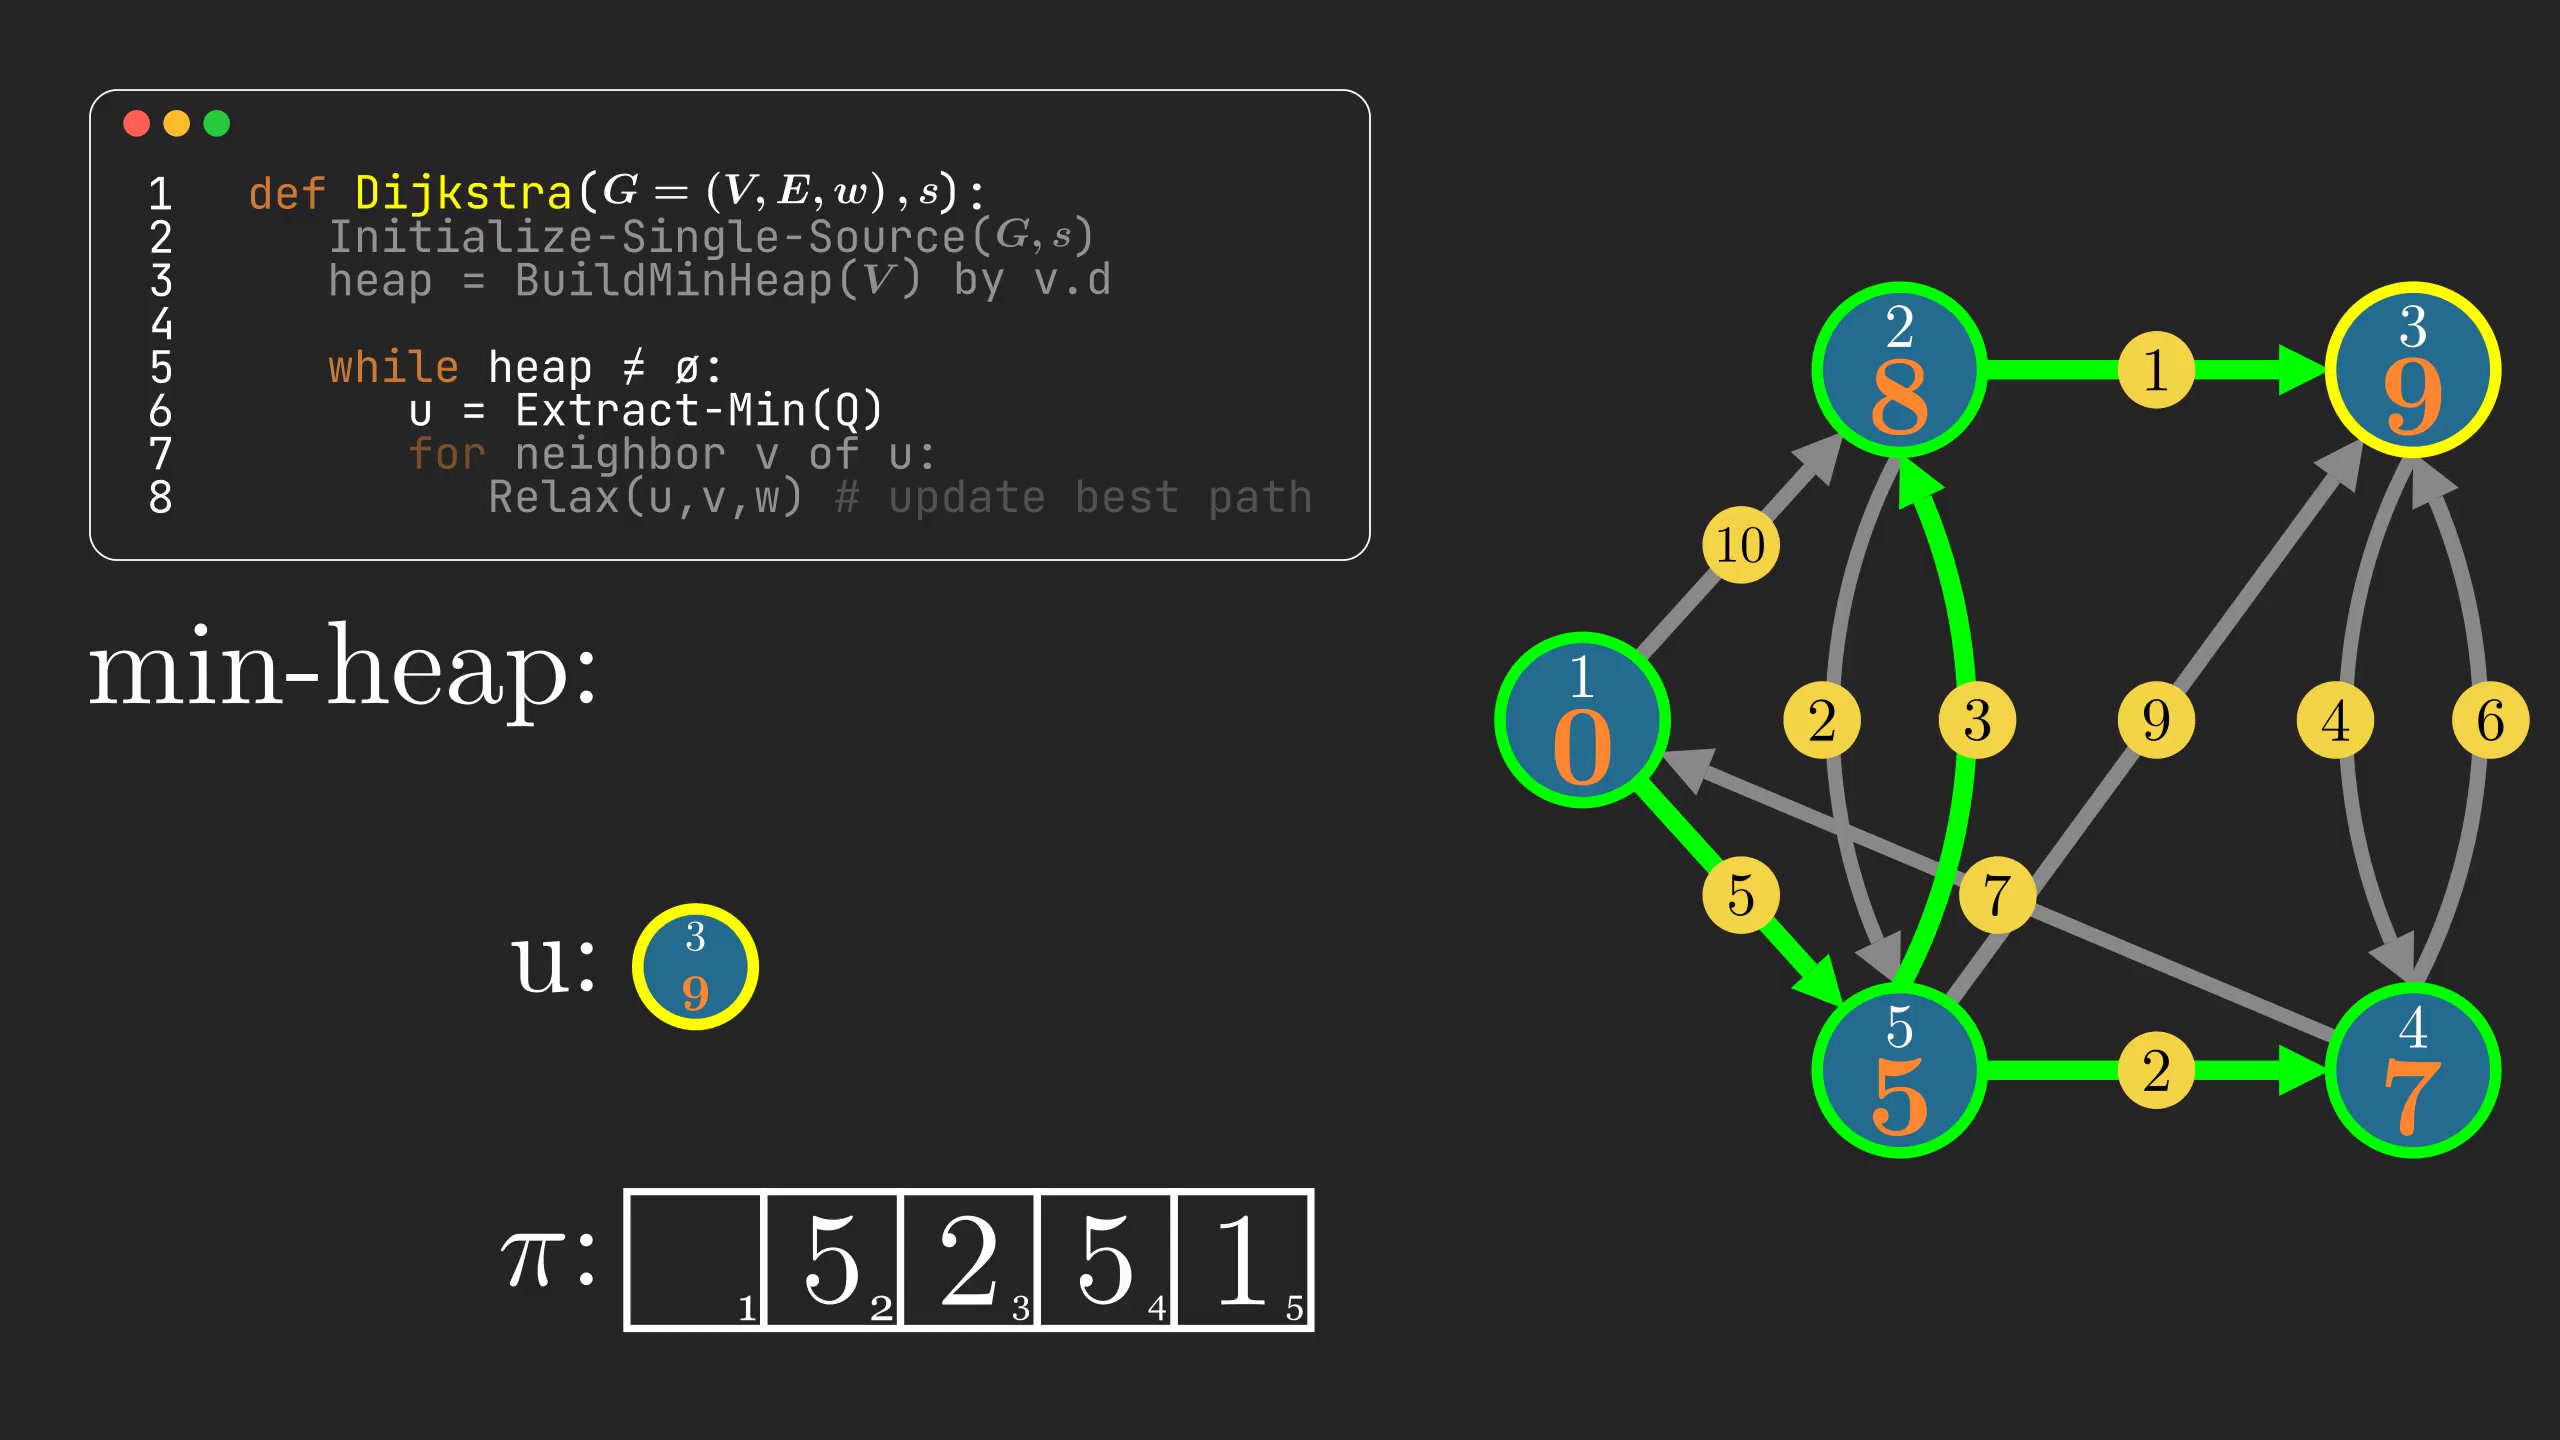 1 def Dijkstra(G = (V, E, w), s):
2 Initialize-Single-Source(G, s)
3 heap = BuildMinHeap(V) by v.d
4
5 while heap ≠ ø:
6 u = Extract-Min(Q)
7 for neighbor v of u:
8 Relax(u,v,w) # update best path
min-heap:
u: 3
9
π: 5 2 5 1
1 2 3 4 5
2
8
1
3
9
10
1
0
2
3
9
4
6
5
7
5
5
2
4
7